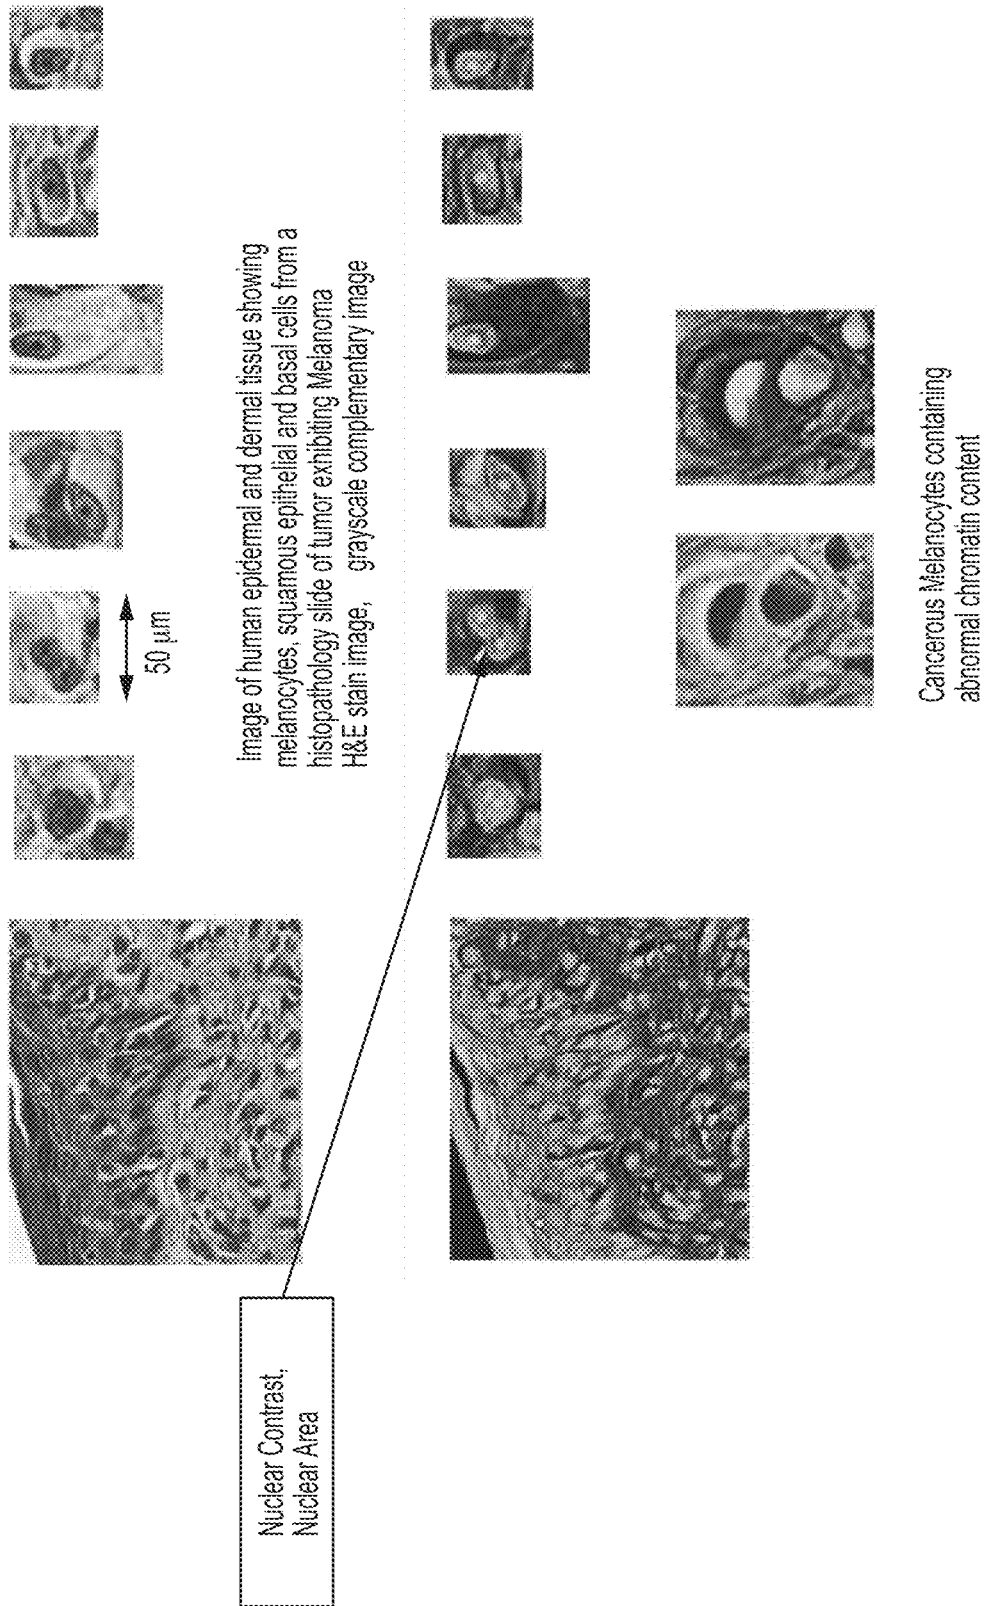 50 μm
Image of human epidermal and dermal tissue showing
melanocytes, squamous epithelial and basal cells from a
histopathology slide of tumor exhibiting Melanoma
H&E stain image, grayscale complementary image
Nuclear Contrast,
Nuclear Area
Cancerous Melanocytes containing
abnormal chromatin content